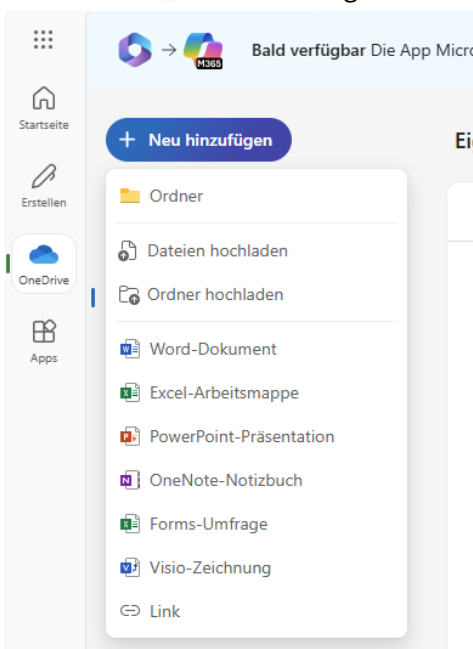 M365
Bald verfügbar Die App
Startseite
Neu hinzufügen
Erstellen
Ordner
Dateien hochladen
OneDrive
Ordner hochladen
Apps
Word-Dokument
Excel-Arbeitsmappe
PowerPoint-Präsentation
OneNote-Notizbuch
Forms-Umfrage
Visio-Zeichnung
Link